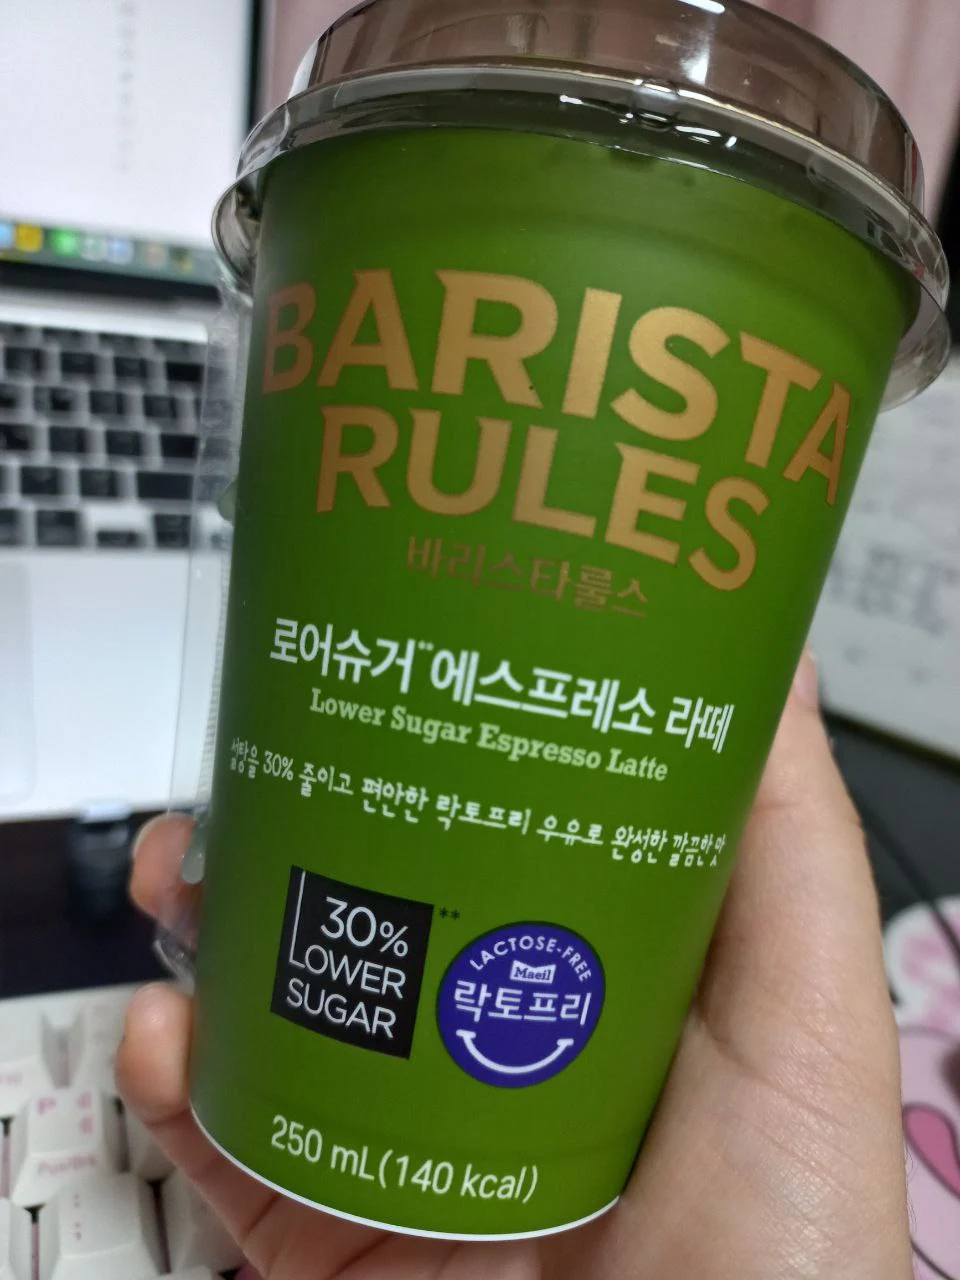 BARISTA
RULES
바리스타룰스
로어슈거**에스프레소 라떼
Lower Sugar Espresso Latte
설탕을 30% 줄이고 편안한 락토프리 우유로 완성한 깔끔한 맛
30%**
LOWER
SUGAR
LACTOSE-FREE
Maeil
락토프리
250 mL(140 kcal)